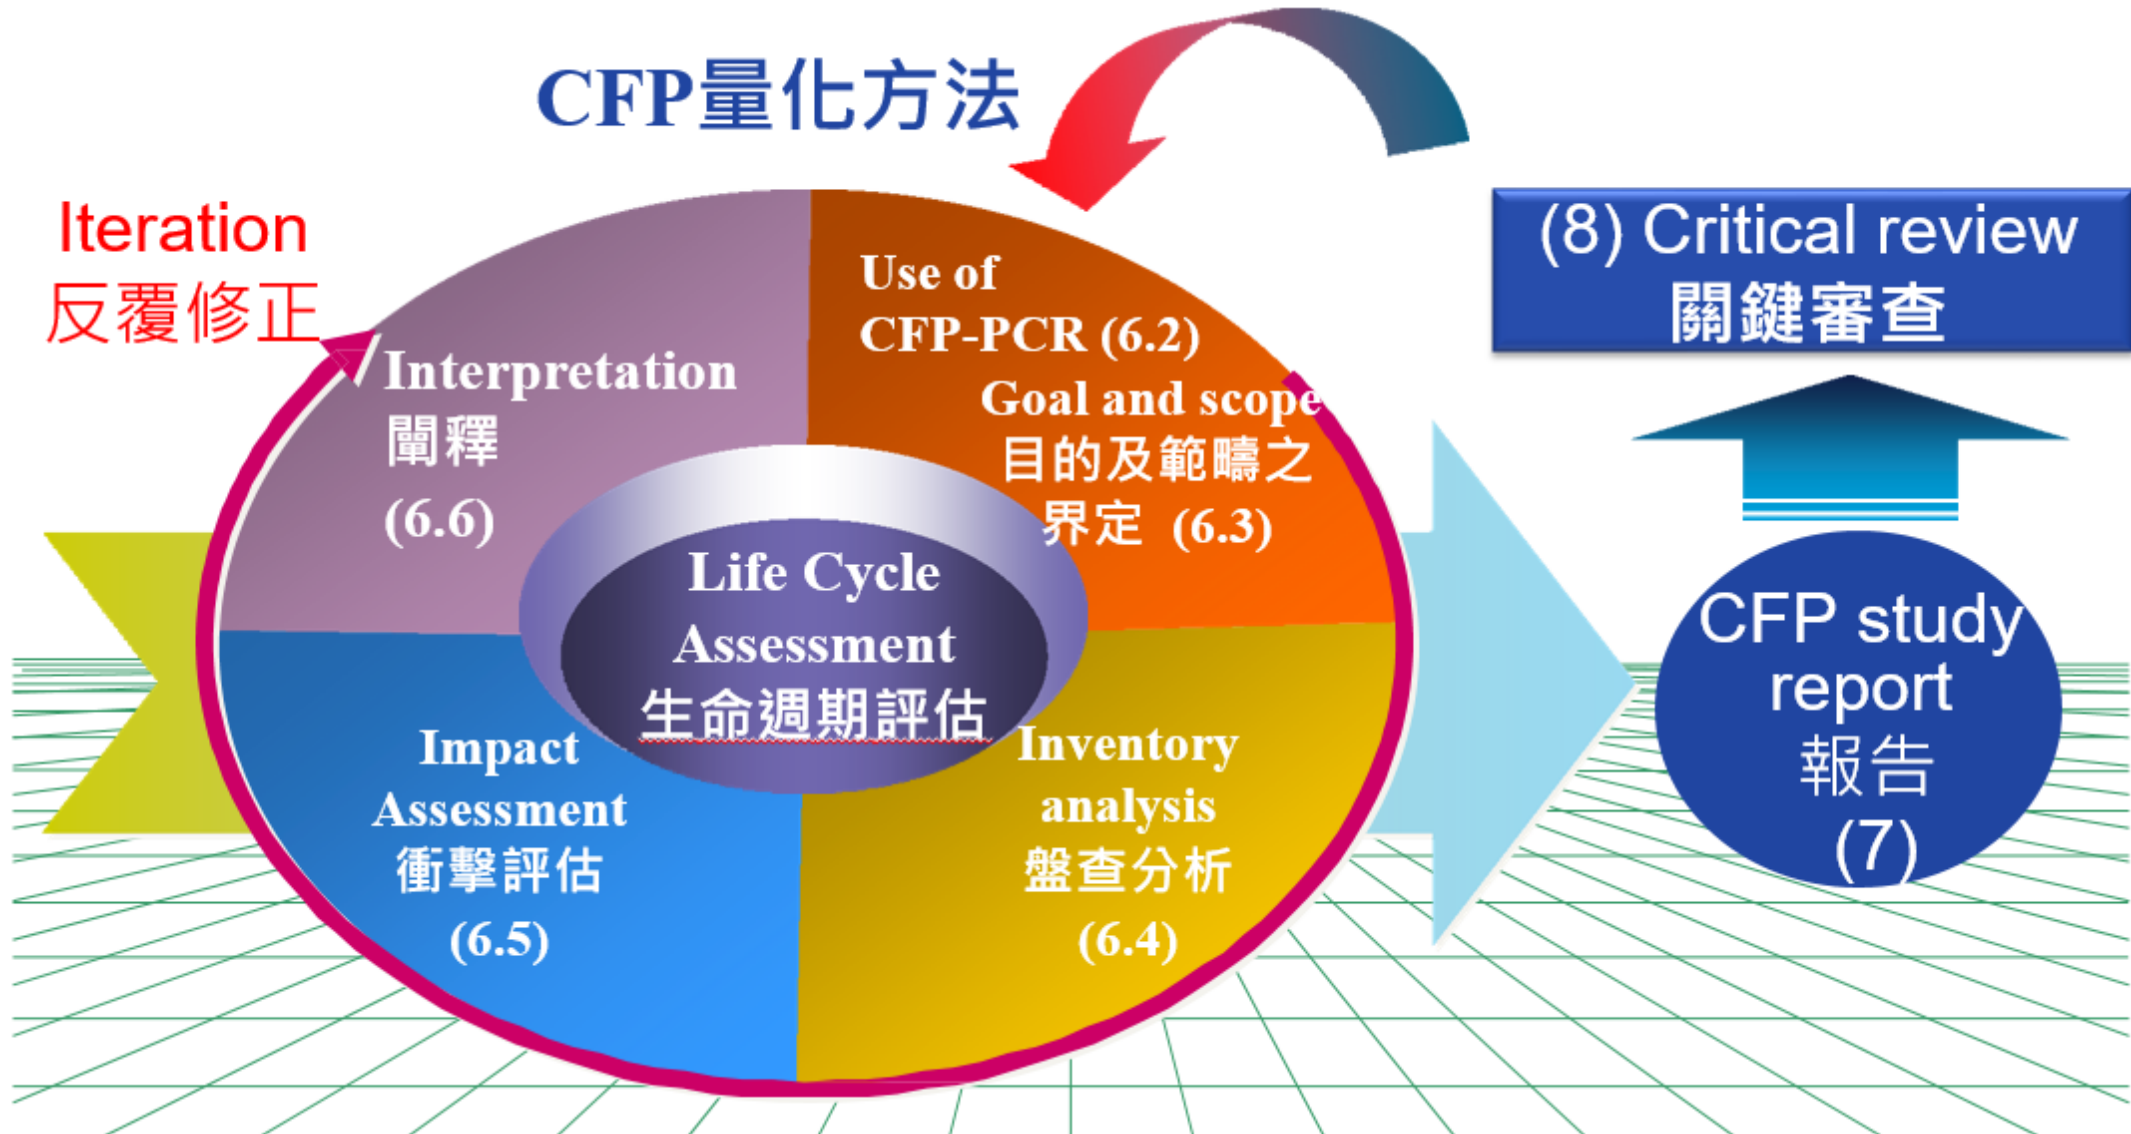 CFP量化方法
Iteration
反覆修正
Use of
CFP-PCR (6.2)
Goal and scope
目的及範疇之
界定 (6.3)
Interpretation
闡釋
(6.6)
Life Cycle
Assessment
生命週期評估
Impact
Assessment
衝擊評估
(6.5)
Inventory
analysis
盤查分析
(6.4)
(8) Critical review
關鍵審查
CFP study
report
報告
(7)